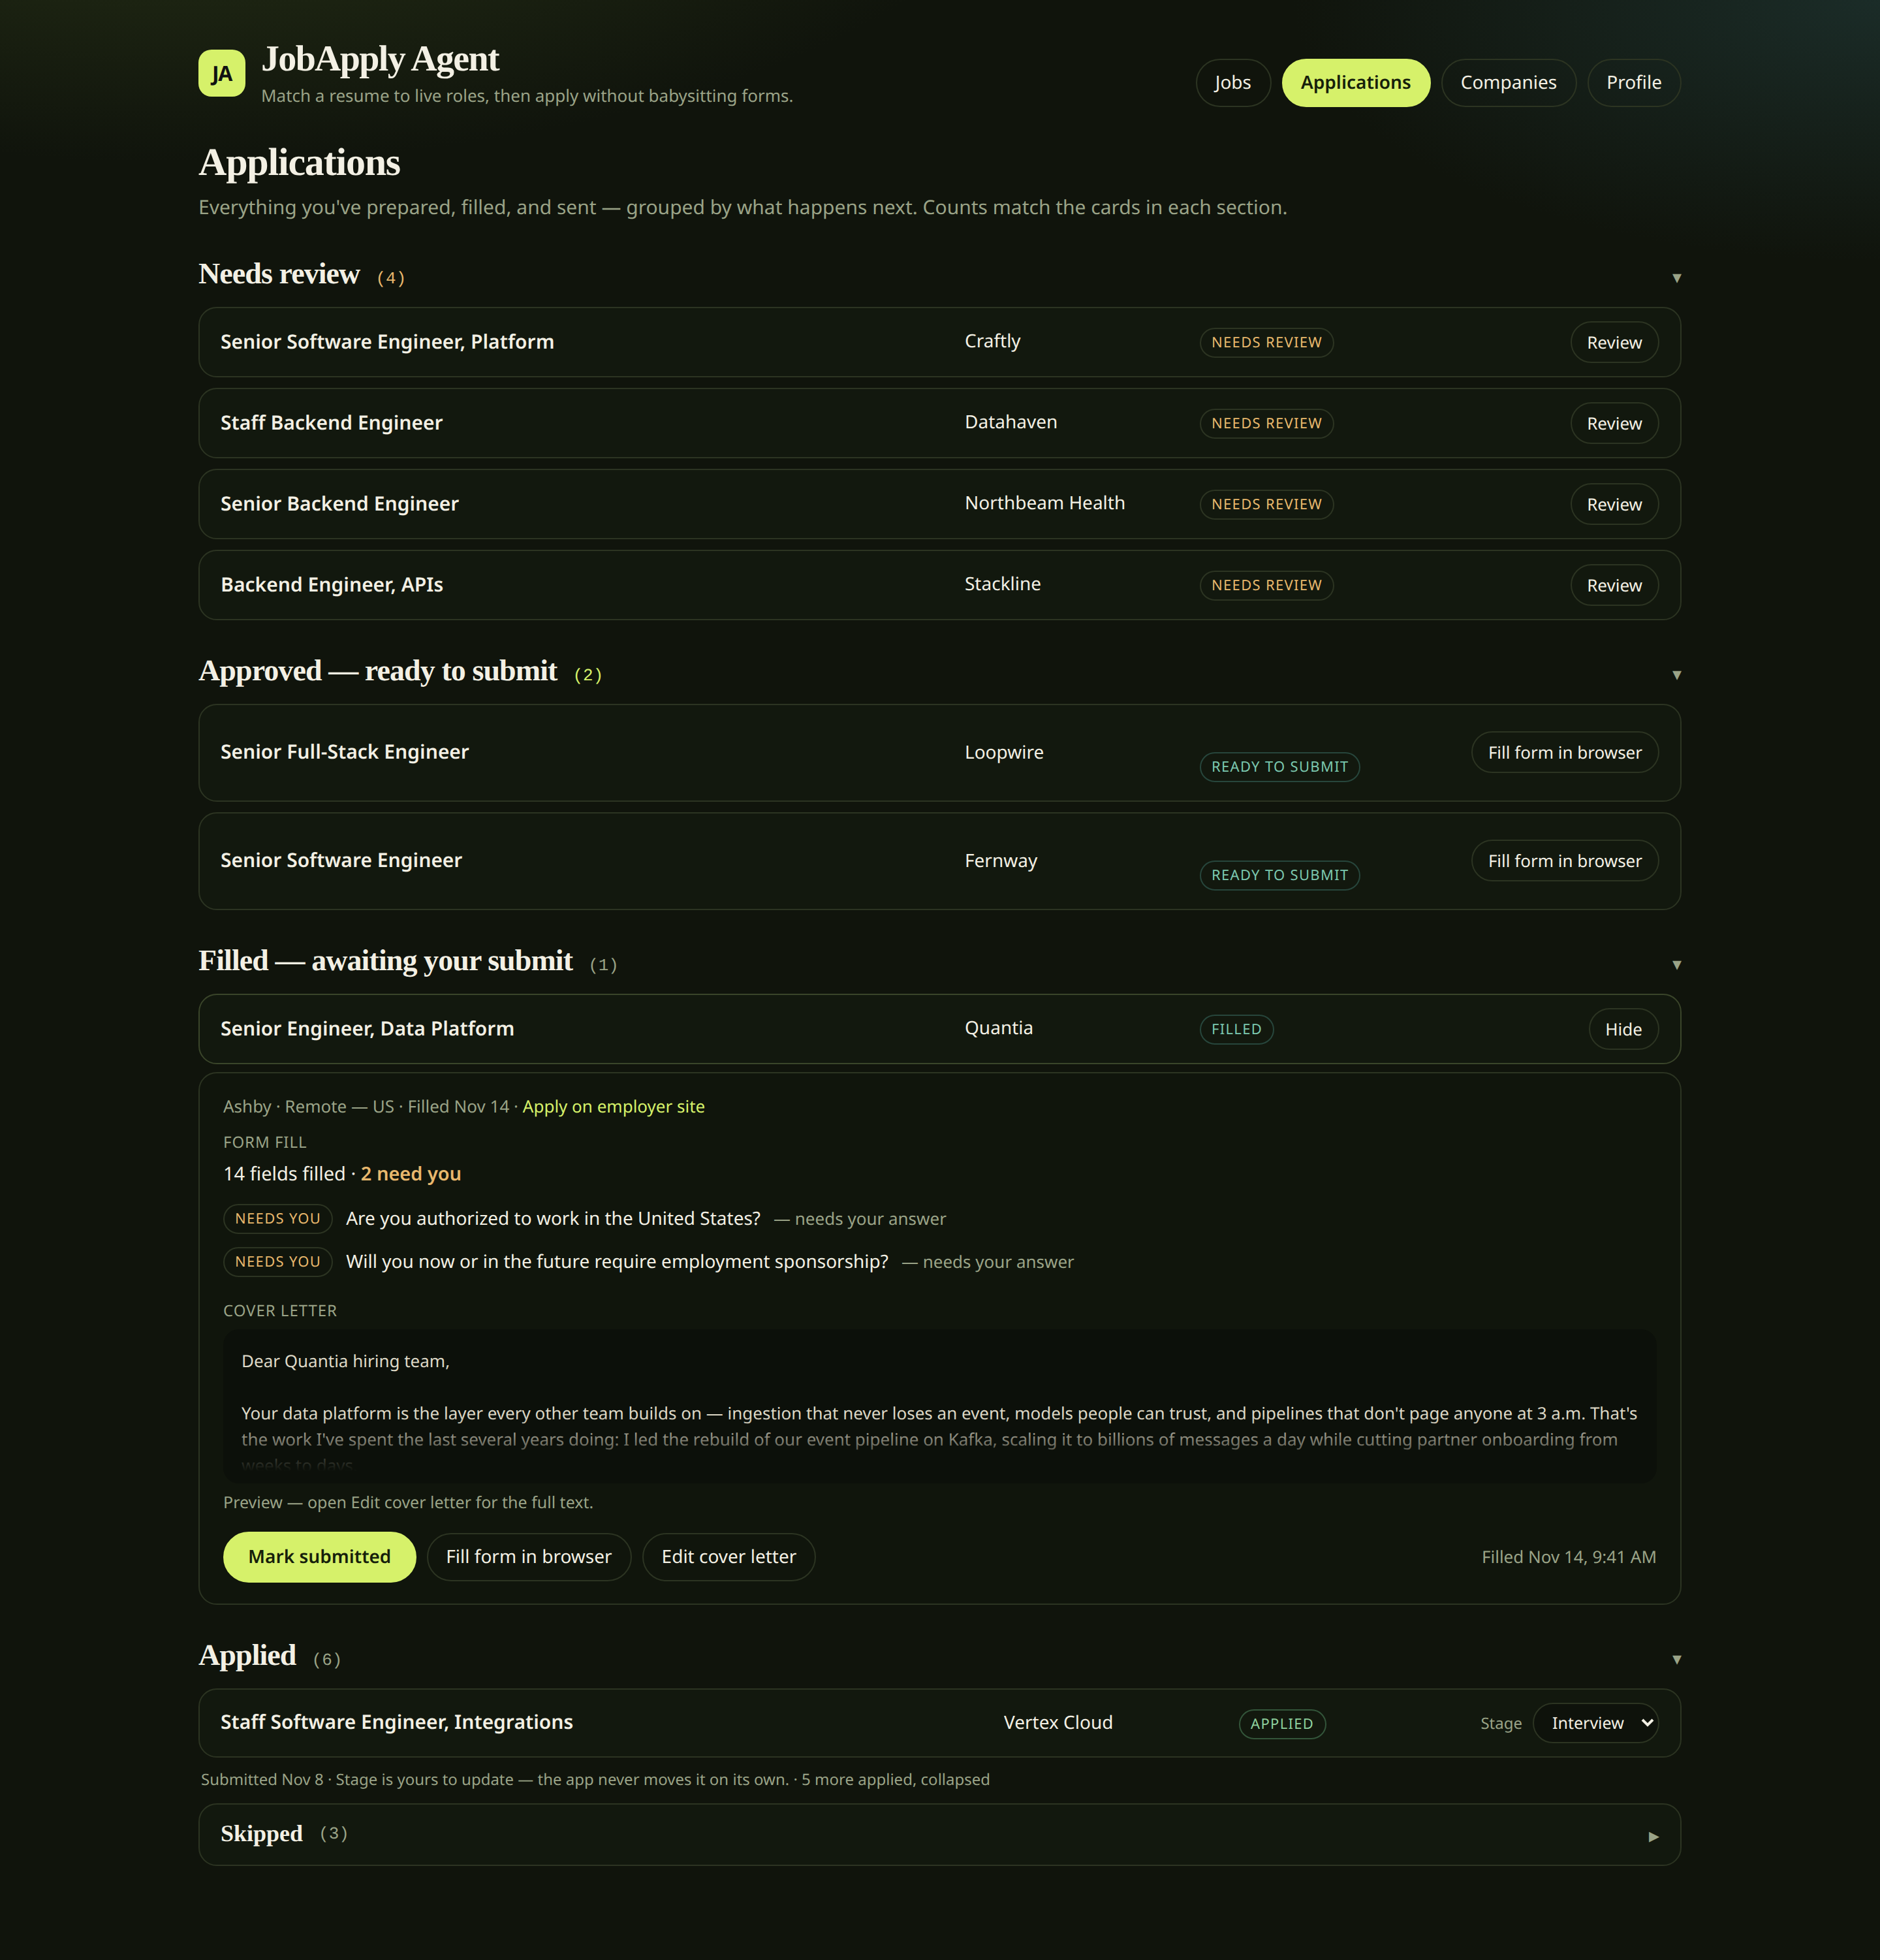 JA
JobApply Agent
Match a resume to live roles, then apply without babysitting forms.
Jobs
Applications
Companies
Profile
Applications
Everything you've prepared, filled, and sent — grouped by what happens next. Counts match the cards in each section.
Needs review (4)
Senior Software Engineer, Platform Craftly NEEDS REVIEW Review
Staff Backend Engineer Datahaven NEEDS REVIEW Review
Senior Backend Engineer Northbeam Health NEEDS REVIEW Review
Backend Engineer, APIs Stackline NEEDS REVIEW Review
Approved — ready to submit (2)
Senior Full-Stack Engineer Loopwire READY TO SUBMIT Fill form in browser
Senior Software Engineer Fernway READY TO SUBMIT Fill form in browser
Filled — awaiting your submit (1)
Senior Engineer, Data Platform Quantia FILLED Hide
Ashby · Remote — US · Filled Nov 14 · Apply on employer site
FORM FILL
14 fields filled · 2 need you
NEEDS YOU Are you authorized to work in the United States? — needs your answer
NEEDS YOU Will you now or in the future require employment sponsorship? — needs your answer
COVER LETTER
Dear Quantia hiring team,
Your data platform is the layer every other team builds on — ingestion that never loses an event, models people can trust, and pipelines that don't page anyone at 3 a.m. That's
the work I've spent the last several years doing: I led the rebuild of our event pipeline on Kafka, scaling it to billions of messages a day while cutting partner onboarding from
weeks to days.
Preview — open Edit cover letter for the full text.
Mark submitted Fill form in browser Edit cover letter Filled Nov 14, 9:41 AM
Applied (6)
Staff Software Engineer, Integrations Vertex Cloud APPLIED Stage Interview
Submitted Nov 8 · Stage is yours to update — the app never moves it on its own. · 5 more applied, collapsed
Skipped (3)